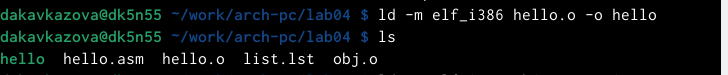 dakavkazova@dk5n55 ~/work/arch-pc/lab04 $ ld -m elf_i386 hello.o -o hello
dakavkazova@dk5n55 ~/work/arch-pc/lab04 $ ls
hello  hello.asm  hello.o  list.lst  obj.o